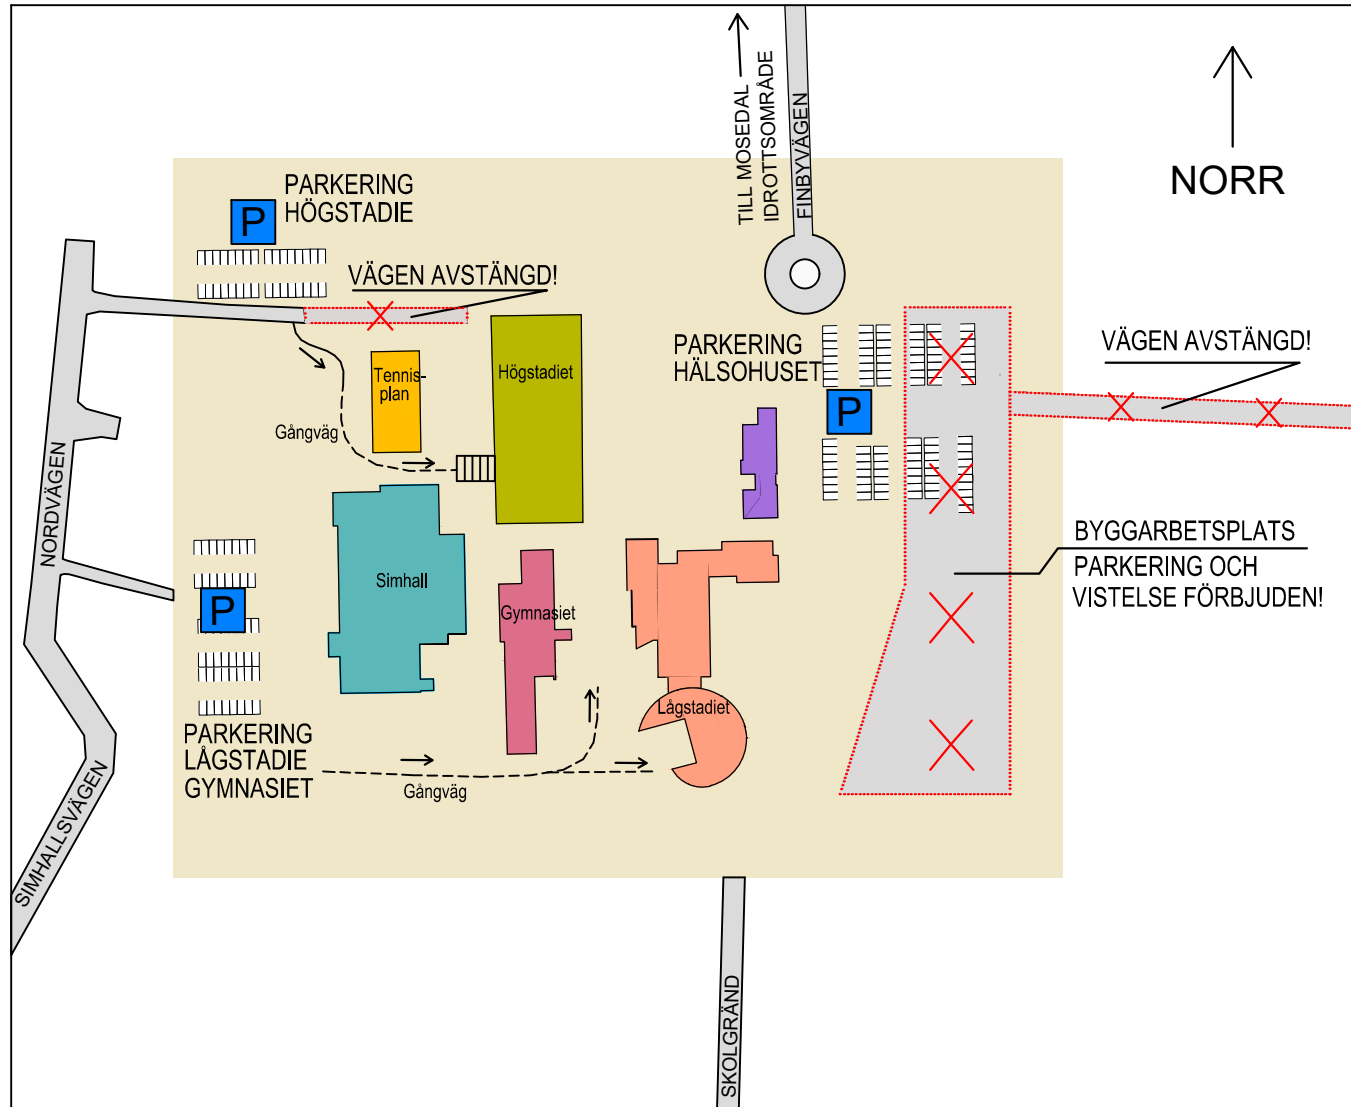 TILL MOSEDAL
IDROTTSOMRÅDE
FINBYVÄGEN
NORR
PARKERING
HÖGSTADIE
P
VÄGEN AVSTÄNGD!
PARKERING
HÄLSOHUSET
P
VÄGEN AVSTÄNGD!
Tennis-
plan
Högstadiet
Gångväg
NORDVÄGEN
BYGGARBETSPLATS
PARKERING OCH
VISTELSE FÖRBJUDEN!
P
Simhall
Gymnasiet
Lågstadiet
PARKERING
LÅGSTADIE
GYMNASIET
Gångväg
SIMHALLSVÄGEN
SKOLGRÄND